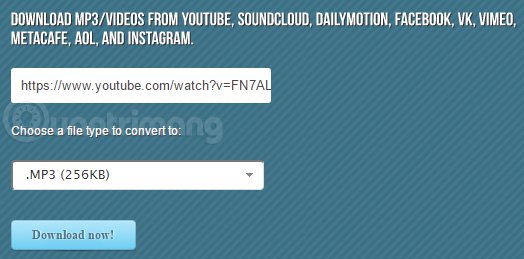 DOWNLOAD MP3/VIDEOS FROM YOUTUBE, SOUNDCLOUD, DAILYMOTION, FACEBOOK, VK, VIMEO,
METACAFE, AOL, AND INSTAGRAM.
https://www.youtube.com/watch?v=FN7AL
Quantrimang
Choose a file type to convert to:
.MP3 (256KB)
Download now!